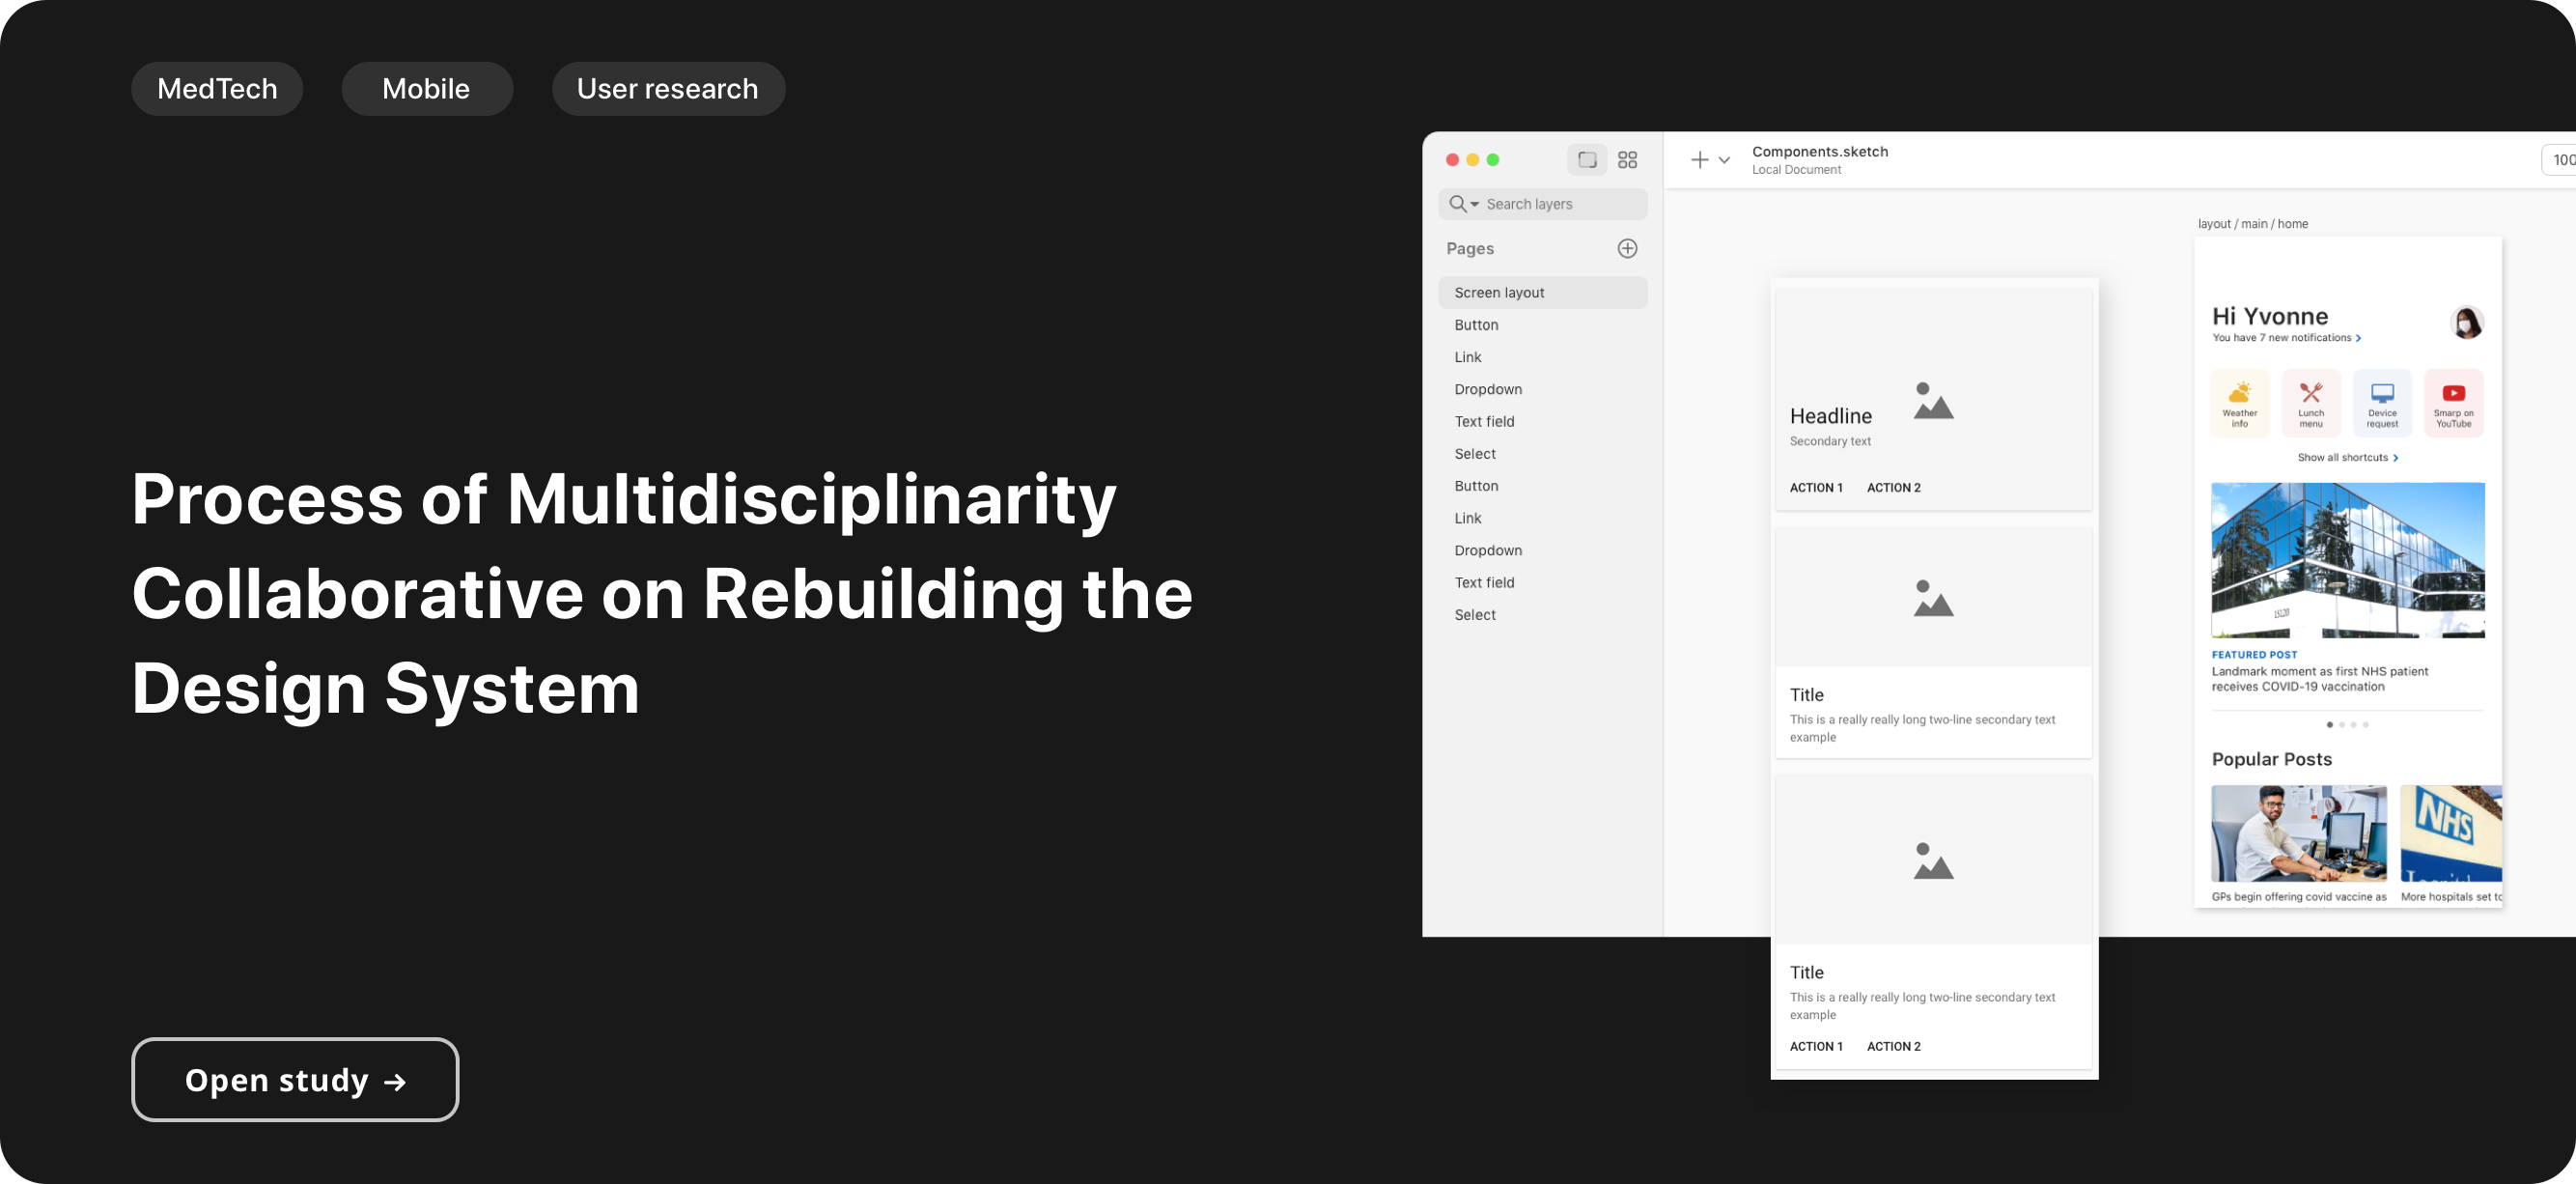 MedTech
Mobile
User research
Process of Multidisciplinarity
Collaborative on Rebuilding the
Design System
Open study →
Search layers
Pages
Screen layout
Button
Link
Dropdown
Text field
Select
Button
Link
Dropdown
Text field
Select
Components.sketch
Local Document
100
Headline
Secondary text
ACTION 1 ACTION 2
Title
This is a really really long two-line secondary text
example
Title
This is a really really long two-line secondary text
example
ACTION 1 ACTION 2
layout / main / home
Hi Yvonne
You have 7 new notifications
Weather
info
Lunch
menu
Device
request
Smarp on
YouTube
Show all shortcuts
15120
FEATURED POST
Landmark moment as first NHS patient
receives COVID-19 vaccination
Popular Posts
NHS
GPs begin offering covid vaccine as
More hospitals set to